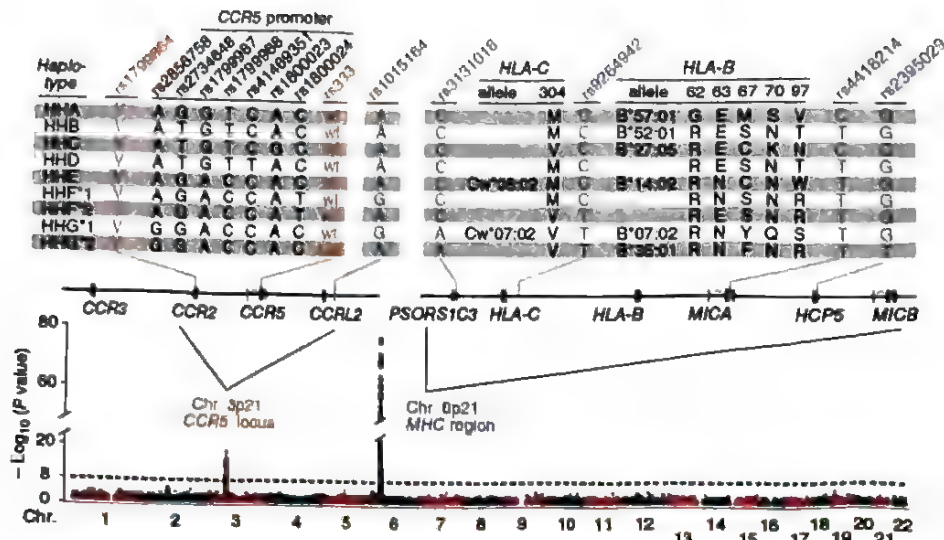 CCR5 promoter
Haplo-
type
rs1799864
rs2856758
rs2734648
rs1799987
rs1799988
rs41469351
rs1800023
rs1800024
rs333
rs1015164
rs3131018
HLA-C
allele 304
rs9264942
HLA-B
allele 62 63 67 70 97
rs4418214
rs2395029
HHA V A G G T C A C wt A C M C B*57:01 G E M S V C G
HHB V A T G T C A C wt A C M C B*52:01 R E S N T T G
HHC A T G T C G C A C V C B*27:05 R E C K N C G
HHD V A T G T T A C wt A C V C R E S N T T G
HHE V A G A C C A C A C Cw*08:02 M C B*14:02 R N C N W T G
HHF*1 A G A C C A T wt G C M C R N S N R T G
A G A C C A T A C V R E S N R T G
HHG*1 V G G A C C A C wt G A Cw*07:02 V T B*07:02 R N Y Q S T G
G G A C C A C A A V T B*35:01 R N F N R T G
CCR3 CCR2 CCR5 CCRL2 PSORS1C3 HLA-C HLA-B MICA HCP5 MICB
80
60
20
8
0
– Log10 (P value)
Chr 3p21
CCR5 locus
Chr 6p21
MHC region
Chr. 1 2 3 4 5 6 7 8 9 10 11 12 13 14 15 16 17 18 19 20 21 22